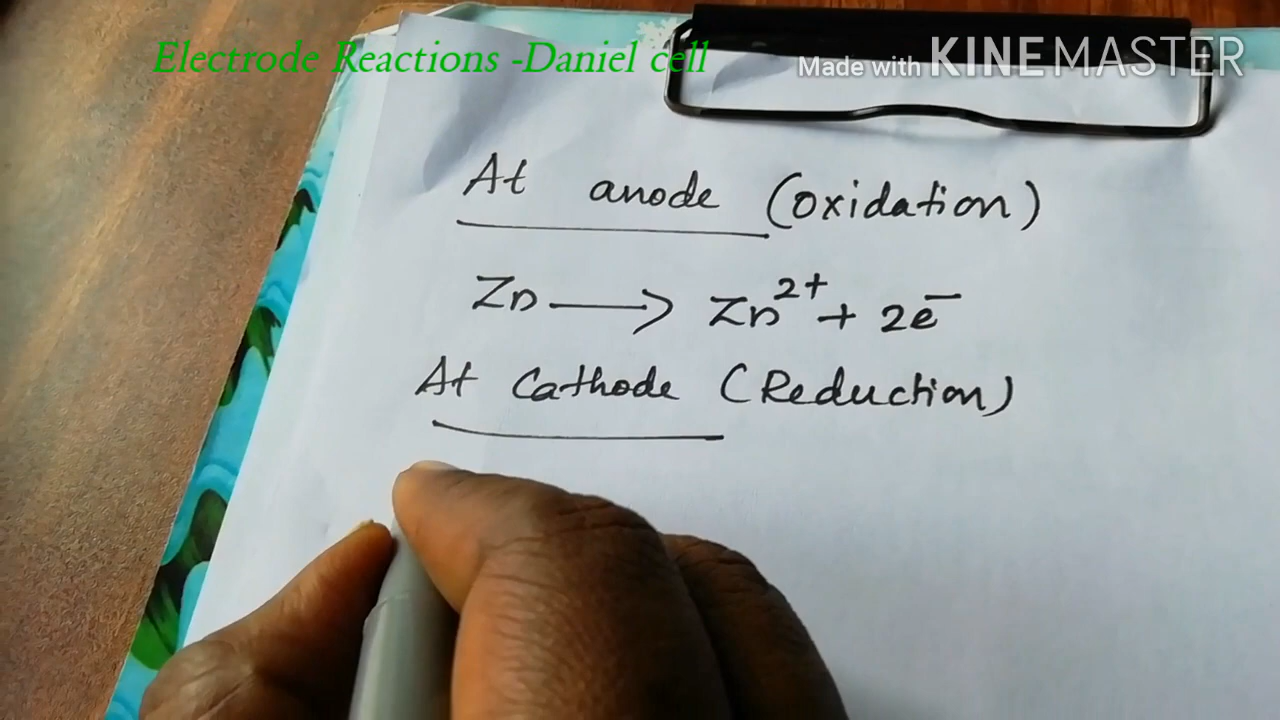 Electrode Reactions -Daniel cell
Made with KINEMASTER
At anode (Oxidation)
Zn ⟶ Zn²⁺ + 2e⁻
At Cathode (Reduction)